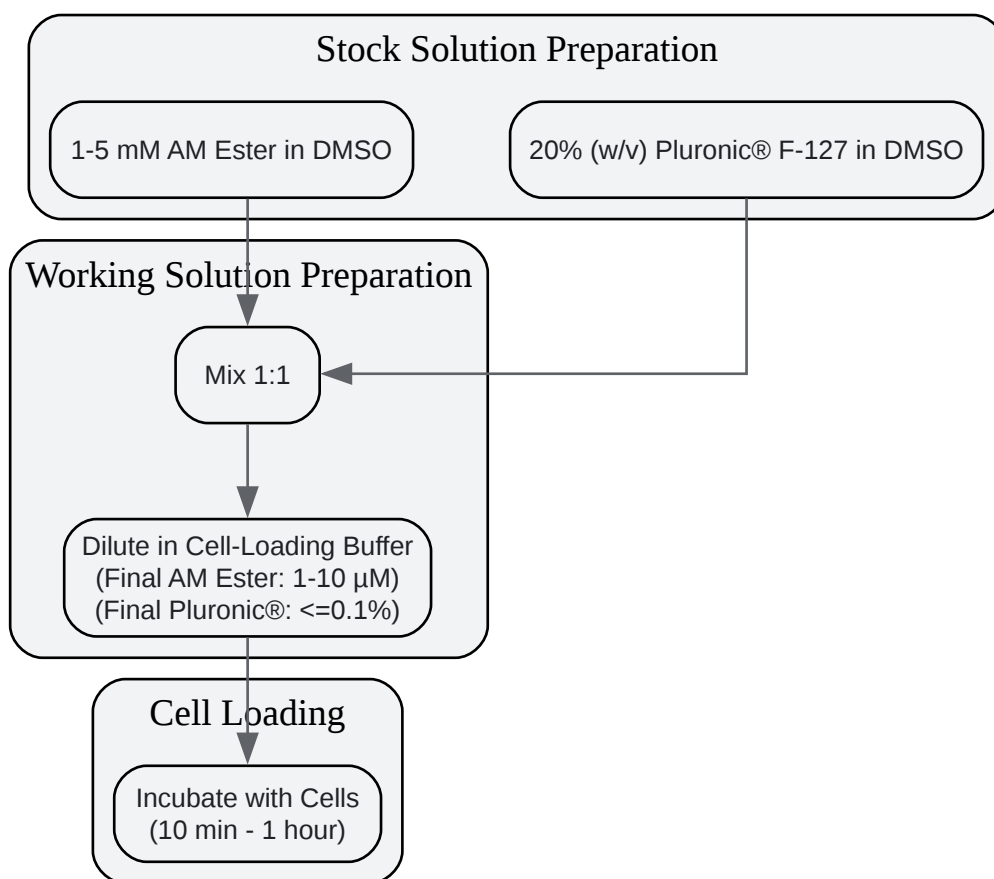 Stock Solution Preparation
1-5 mM AM Ester in DMSO
20% (w/v) Pluronic® F-127 in DMSO
Working Solution Preparation
Mix 1:1
Dilute in Cell-Loading Buffer
(Final AM Ester: 1-10 µM)
(Final Pluronic®: <=0.1%)
Cell Loading
Incubate with Cells
(10 min - 1 hour)